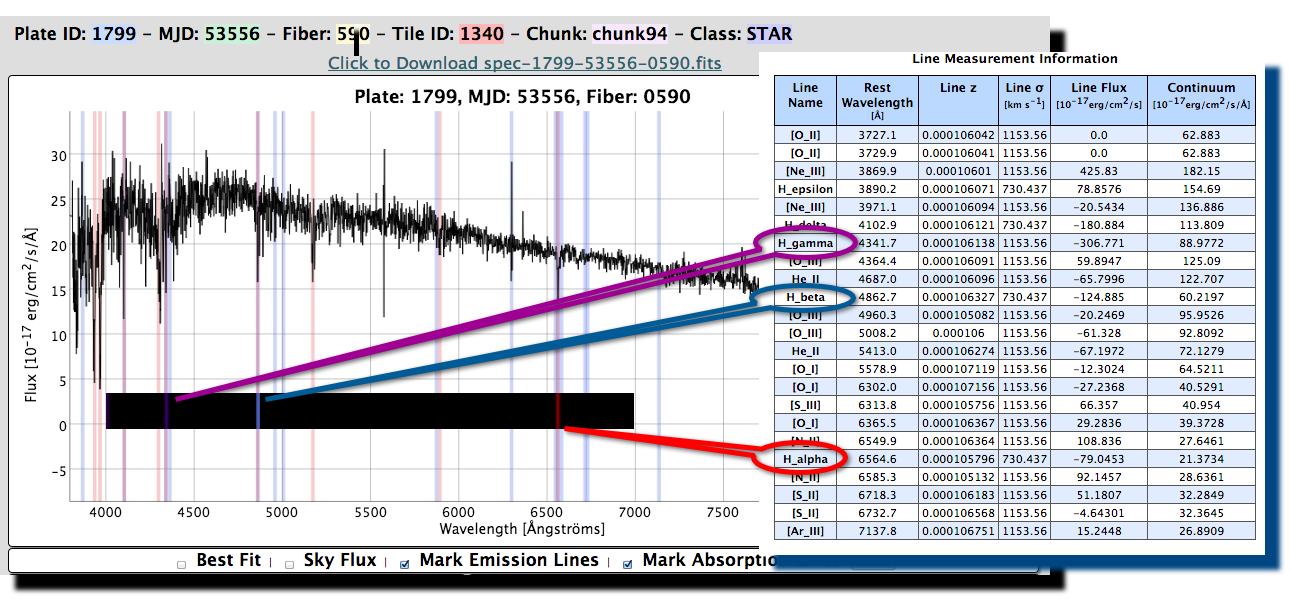 Plate ID: 1799 – MJD: 53556 – Fiber: 590 – Tile ID: 1340 – Chunk: chunk94 – Class: STAR
Click to Download spec-1799-53556-0590.fits
Plate: 1799, MJD: 53556, Fiber: 0590
Flux [10⁻¹⁷ erg/cm²/s/Å]
30
25
20
15
10
5
0
−5
4000 4500 5000 5500 6000 6500 7000 7500
Wavelength [Ångströms]
Best Fit | Sky Flux | Mark Emission Lines | Mark Absorptio
Line Measurement Information
Line Name Rest Wavelength [Å] Line z Line σ [km s⁻¹] Line Flux [10⁻¹⁷erg/cm²/s] Continuum [10⁻¹⁷erg/cm²/s/Å]
[O_II] 3727.1 0.000106042 1153.56 0.0 62.883
[O_II] 3729.9 0.000106041 1153.56 0.0 62.883
[Ne_III] 3869.9 0.00010601 1153.56 425.83 182.15
H_epsilon 3890.2 0.000106071 730.437 78.8576 154.69
[Ne_III] 3971.1 0.000106094 1153.56 −20.5434 136.886
H_delta 4102.9 0.000106121 730.437 −180.884 113.809
H_gamma 4341.7 0.000106138 1153.56 −306.771 88.9772
[O_III] 4364.4 0.000106091 1153.56 59.8947 125.09
He_II 4687.0 0.000106096 1153.56 −65.7996 122.707
H_beta 4862.7 0.000106327 730.437 −124.885 60.2197
[O_III] 4960.3 0.000105082 1153.56 −20.2469 95.9526
[O_III] 5008.2 0.000106 1153.56 −61.328 92.8092
He_II 5413.0 0.000106274 1153.56 −67.1972 72.1279
[O_I] 5578.9 0.000107119 1153.56 −12.3024 64.5211
[O_I] 6302.0 0.000107156 1153.56 −27.2368 40.5291
[S_III] 6313.8 0.000105756 1153.56 66.357 40.954
[O_I] 6365.5 0.000106367 1153.56 29.2836 39.3728
[N_II] 6549.9 0.000106364 1153.56 108.836 27.6461
H_alpha 6564.6 0.000105796 730.437 −79.0453 21.3734
[N_II] 6585.3 0.000105132 1153.56 92.1457 28.6361
[S_II] 6718.3 0.000106183 1153.56 51.1807 32.2849
[S_II] 6732.7 0.000106568 1153.56 −4.64301 32.3645
[Ar_III] 7137.8 0.000106751 1153.56 15.2448 26.8909